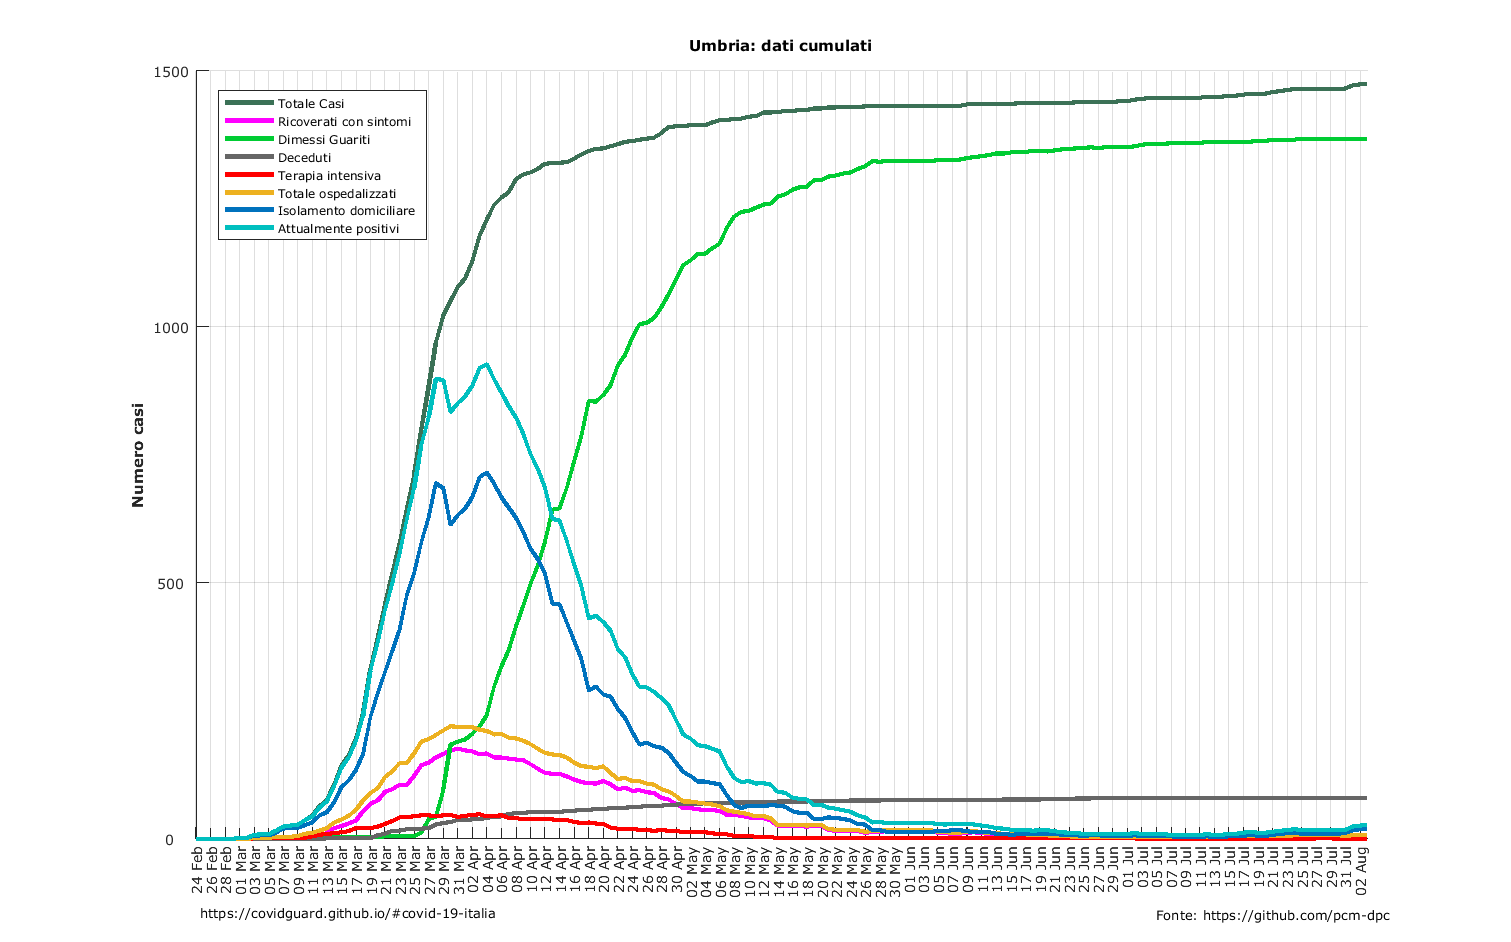 Umbria: dati cumulati
1500
1000
500
0
Numero casi
Totale Casi
Ricoverati con sintomi
Dimessi Guariti
Deceduti
Terapia intensiva
Totale ospedalizzati
Isolamento domiciliare
Attualmente positivi
24 Feb
26 Feb
28 Feb
01 Mar
03 Mar
05 Mar
07 Mar
09 Mar
11 Mar
13 Mar
15 Mar
17 Mar
19 Mar
21 Mar
23 Mar
25 Mar
27 Mar
29 Mar
31 Mar
02 Apr
04 Apr
06 Apr
08 Apr
10 Apr
12 Apr
14 Apr
16 Apr
18 Apr
20 Apr
22 Apr
24 Apr
26 Apr
28 Apr
30 Apr
02 May
04 May
06 May
08 May
10 May
12 May
14 May
16 May
18 May
20 May
22 May
24 May
26 May
28 May
30 May
01 Jun
03 Jun
05 Jun
07 Jun
09 Jun
11 Jun
13 Jun
15 Jun
17 Jun
19 Jun
21 Jun
23 Jun
25 Jun
27 Jun
29 Jun
01 Jul
03 Jul
05 Jul
07 Jul
09 Jul
11 Jul
13 Jul
15 Jul
17 Jul
19 Jul
21 Jul
23 Jul
25 Jul
27 Jul
29 Jul
31 Jul
02 Aug
https://covidguard.github.io/#covid-19-italia
Fonte: https://github.com/pcm-dpc